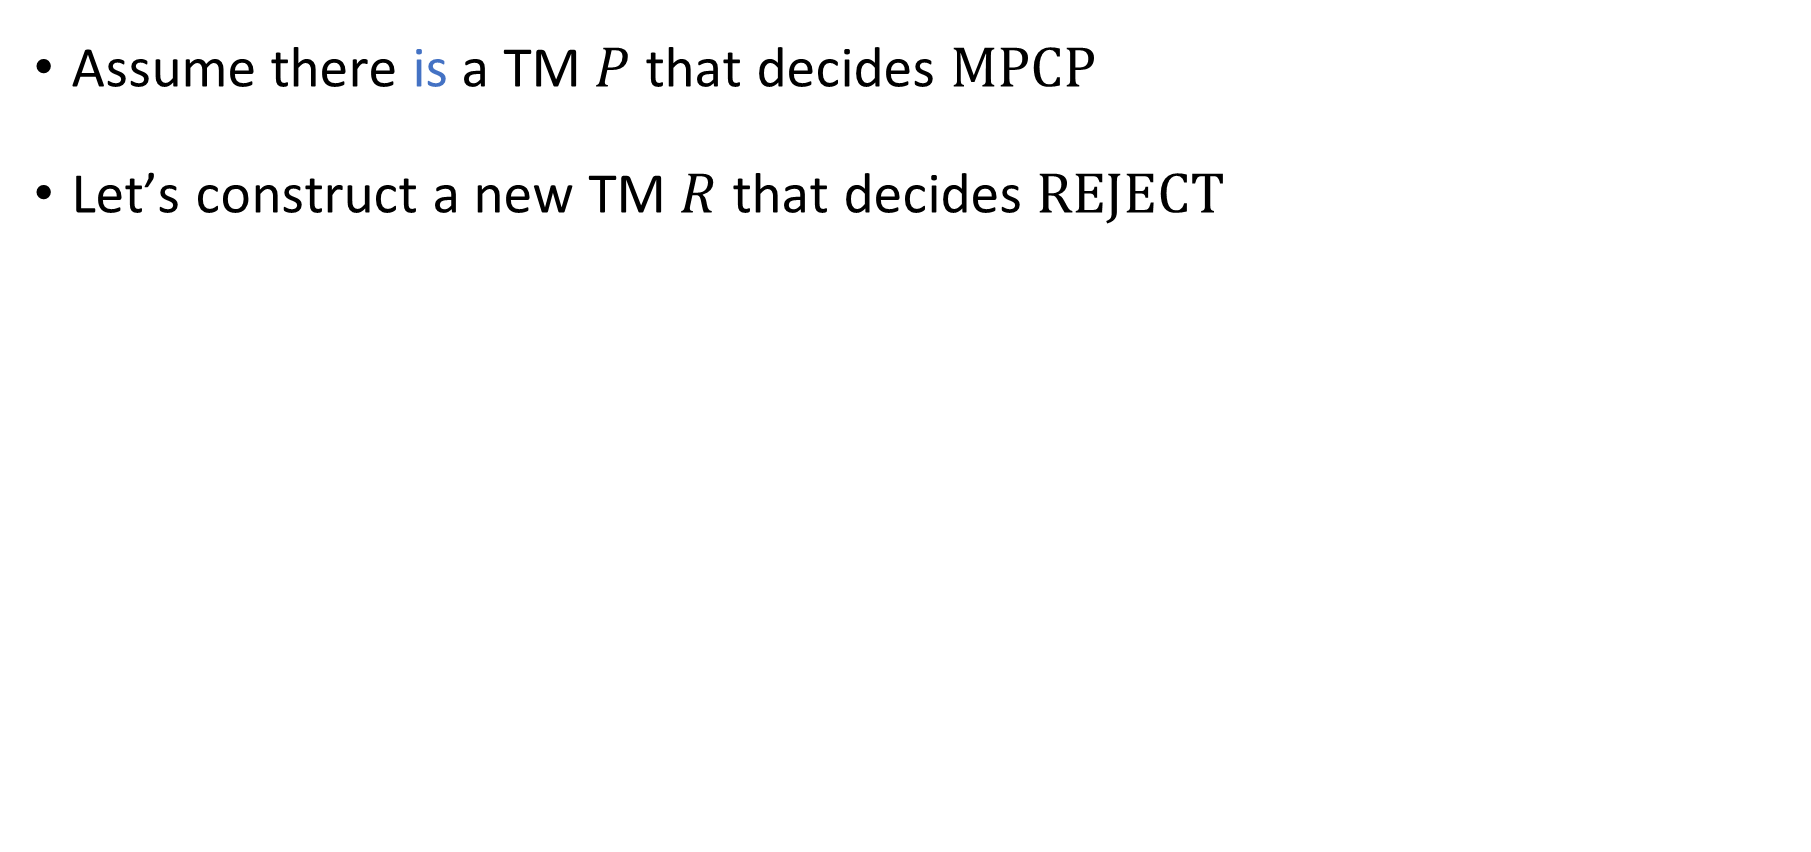 • Assume there is a TM P that decides MPCP
• Let’s construct a new TM R that decides REJECT